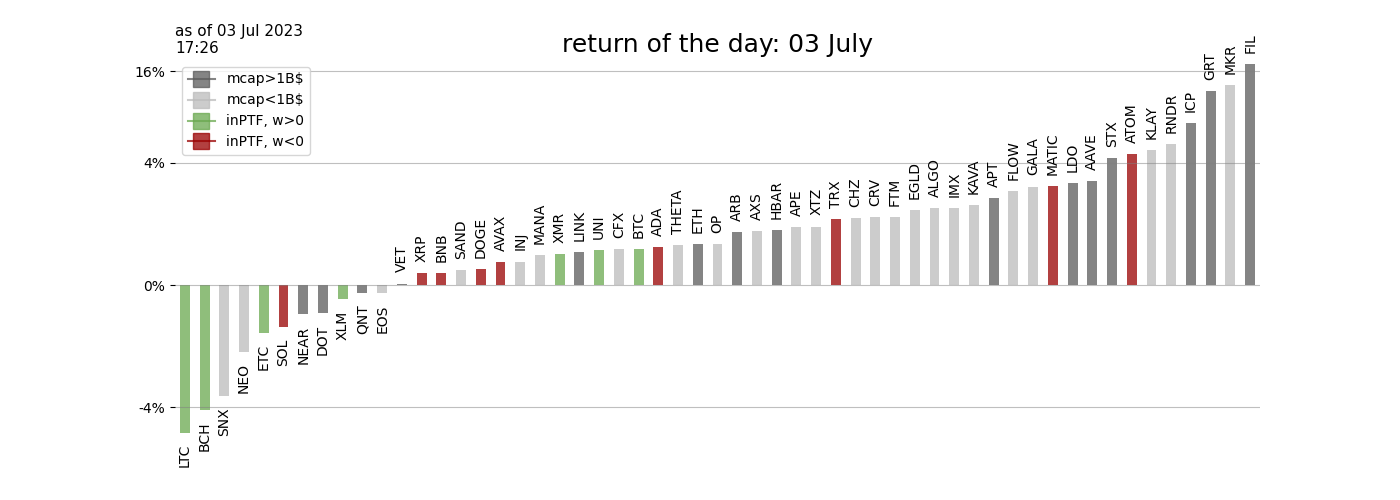 as of 03 Jul 2023
17:26
return of the day: 03 July
mcap>1B$
mcap<1B$
inPTF, w>0
inPTF, w<0
16%
4%
0%
-4%
LTC
BCH
SNX
NEO
ETC
SOL
NEAR
DOT
XLM
QNT
EOS
VET
XRP
BNB
SAND
DOGE
AVAX
INJ
MANA
XMR
LINK
UNI
CFX
BTC
ADA
THETA
ETH
OP
ARB
AXS
HBAR
APE
XTZ
TRX
CHZ
CRV
FTM
EGLD
ALGO
IMX
KAVA
APT
FLOW
GALA
MATIC
LDO
AAVE
STX
ATOM
KLAY
RNDR
ICP
GRT
MKR
FIL